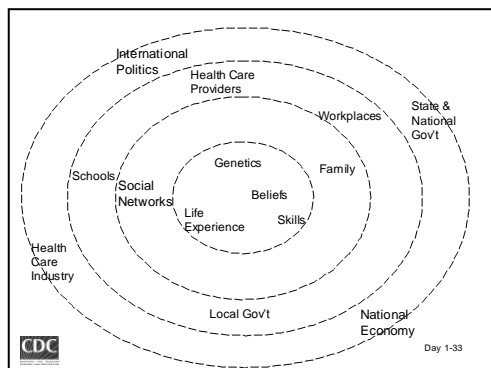 International
Politics
Health Care
Providers
State &
National
Gov't
Workplaces
Genetics
Family
Schools
Social
Networks
Beliefs
Life
Experience
Skills
Health
Care
Industry
Local Gov't
National
Economy
CDC
Day 1-33